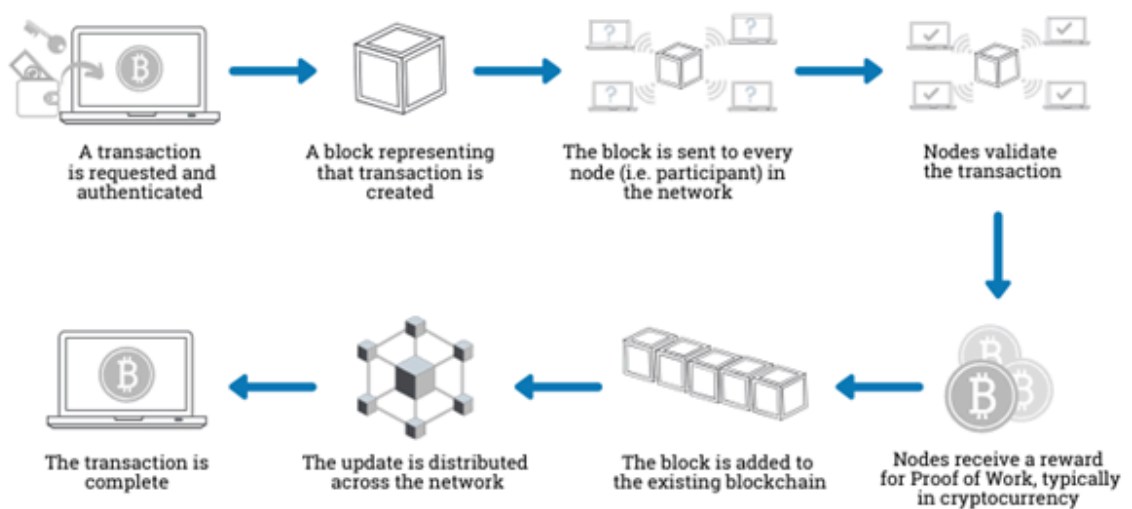 A transaction
is requested and
authenticated
A block representing
that transaction is
created
The block is sent to every
node (i.e. participant) in
the network
Nodes validate
the transaction
The transaction is
complete
The update is distributed
across the network
The block is added to
the existing blockchain
Nodes receive a reward
for Proof of Work, typically
in cryptocurrency